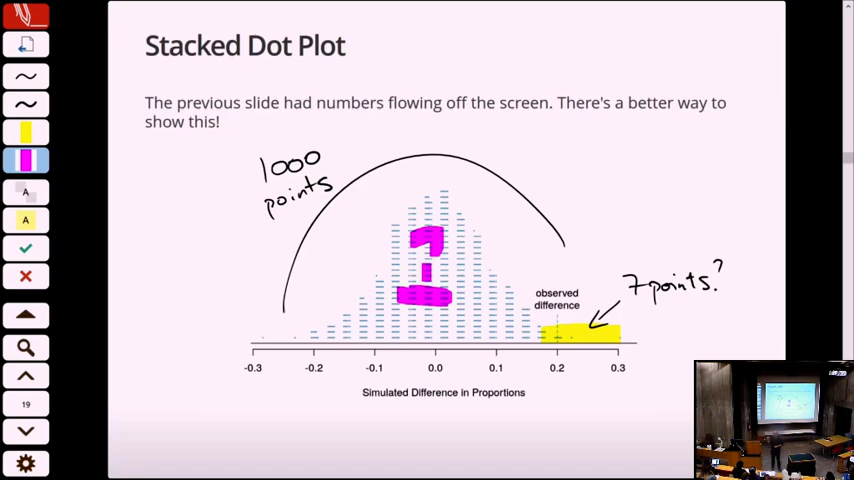 Stacked Dot Plot
The previous slide had numbers flowing off the screen. There's a better way to
show this!
1000
points
7 points?
observed
difference
-0.3 -0.2 -0.1 0.0 0.1 0.2 0.3
Simulated Difference in Proportions
A
A
19